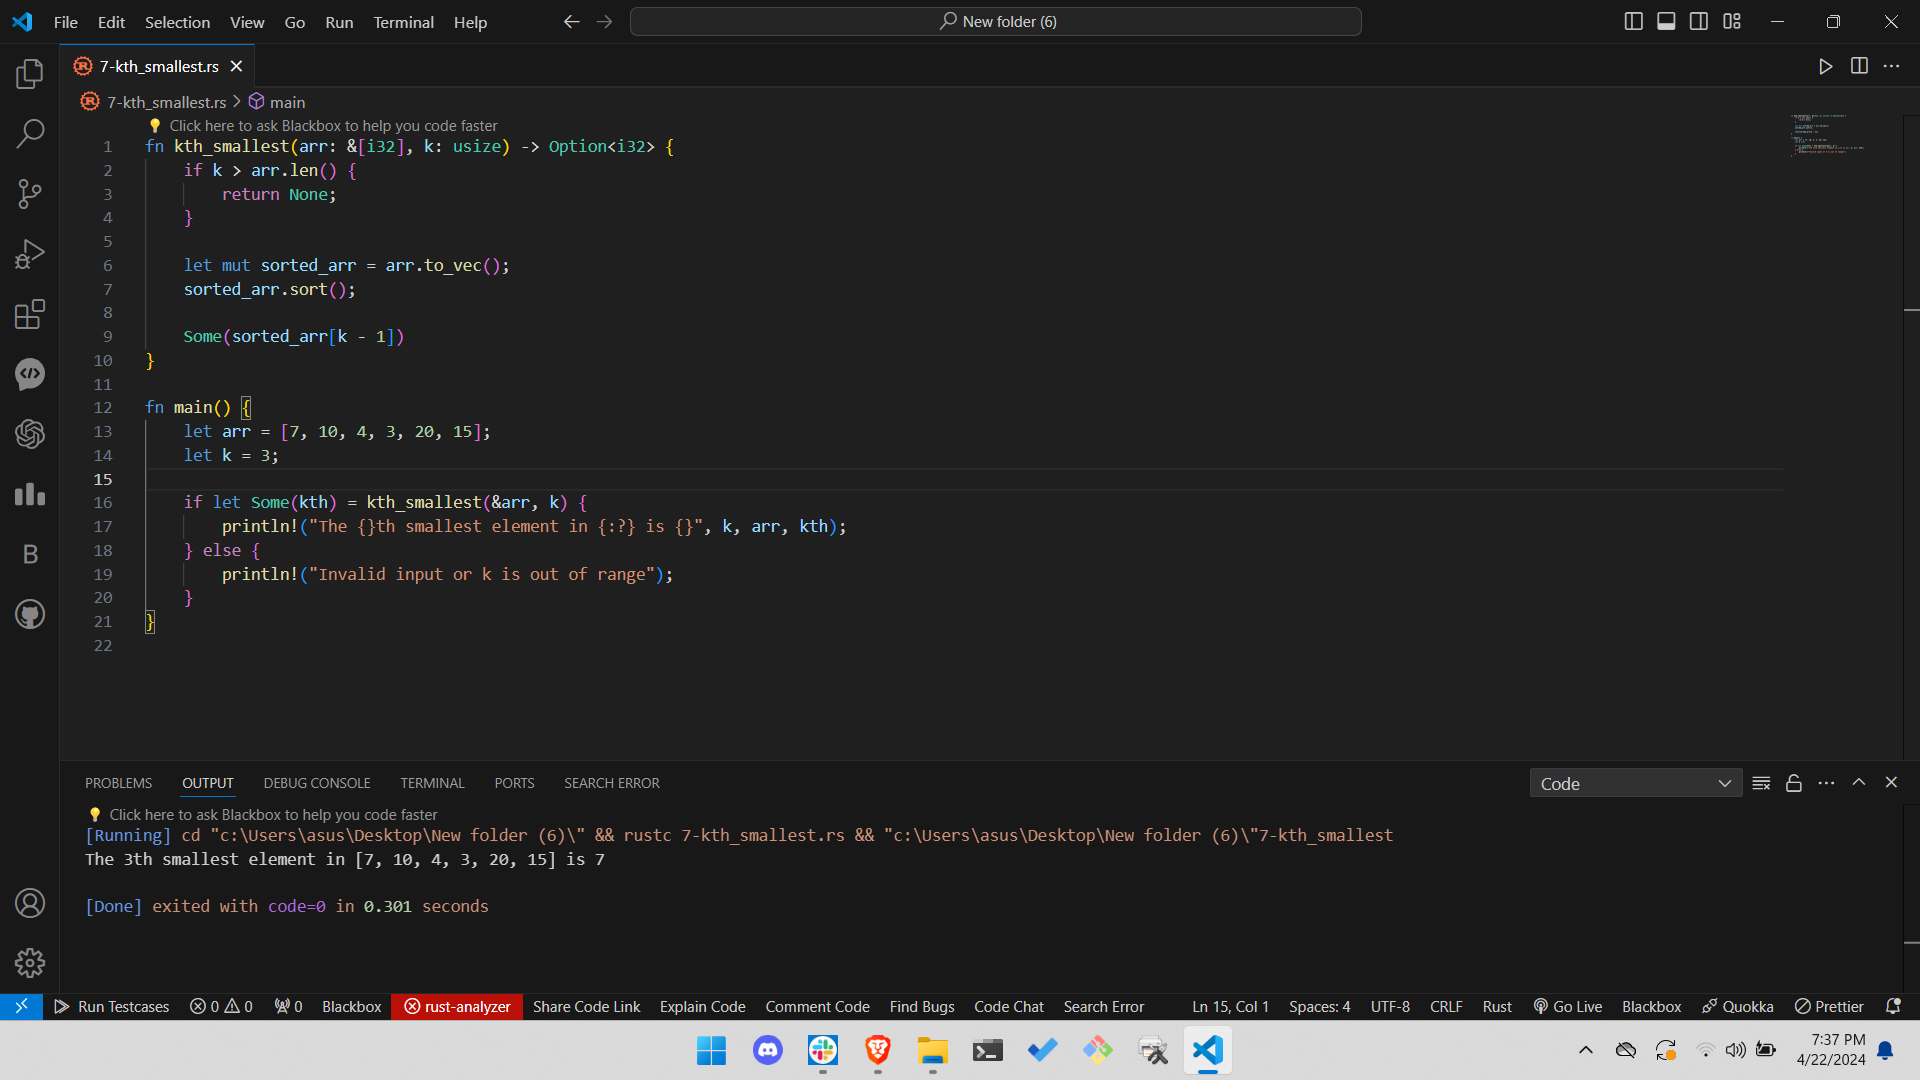 File Edit Selection View Go Run Terminal Help New folder (6)
7-kth_smallest.rs
7-kth_smallest.rs > main
Click here to ask Blackbox to help you code faster
1 fn kth_smallest(arr: &[i32], k: usize) -> Option<i32> {
2 if k > arr.len() {
3 return None;
4 }
5
6 let mut sorted_arr = arr.to_vec();
7 sorted_arr.sort();
8
9 Some(sorted_arr[k - 1])
10 }
11
12 fn main() {
13 let arr = [7, 10, 4, 3, 20, 15];
14 let k = 3;
15
16 if let Some(kth) = kth_smallest(&arr, k) {
17 println!("The {}th smallest element in {:?} is {}", k, arr, kth);
18 } else {
19 println!("Invalid input or k is out of range");
20 }
21 }
22
PROBLEMS OUTPUT DEBUG CONSOLE TERMINAL PORTS SEARCH ERROR Code
Click here to ask Blackbox to help you code faster
[Running] cd "c:\Users\asus\Desktop\New folder (6)\" && rustc 7-kth_smallest.rs && "c:\Users\asus\Desktop\New folder (6)\"7-kth_smallest
The 3th smallest element in [7, 10, 4, 3, 20, 15] is 7
[Done] exited with code=0 in 0.301 seconds
Run Testcases 0 0 0 Blackbox rust-analyzer Share Code Link Explain Code Comment Code Find Bugs Code Chat Search Error Ln 15, Col 1 Spaces: 4 UTF-8 CRLF Rust Go Live Blackbox Quokka Prettier
7:37 PM
4/22/2024